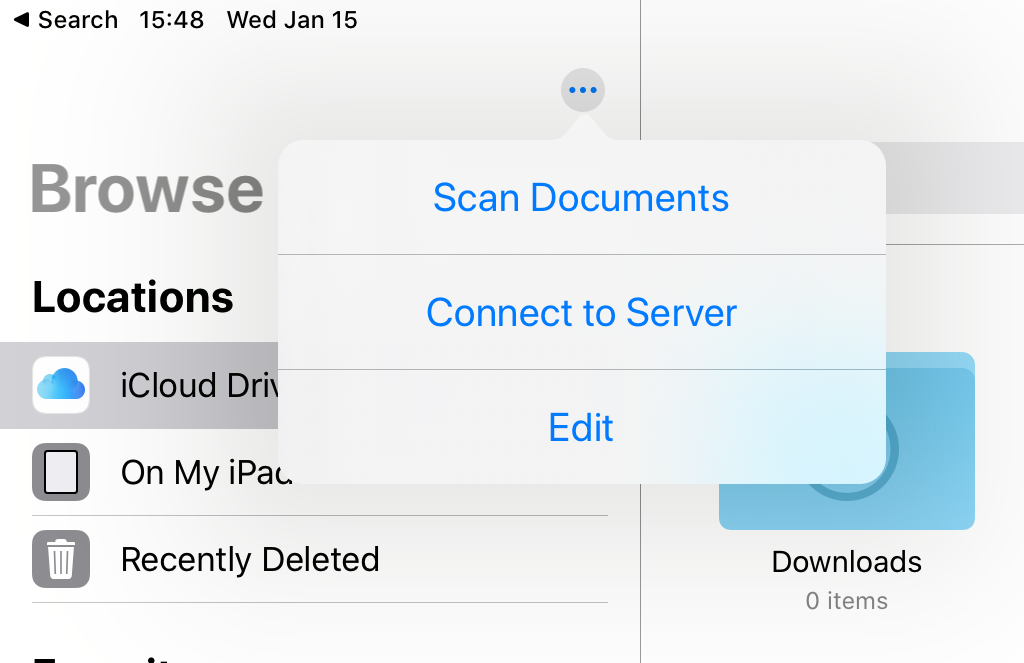 Search 15:48 Wed Jan 15
Browse
Scan Documents
Connect to Server
Edit
Locations
iCloud Driv
On My iPad
Recently Deleted
Downloads
0 items